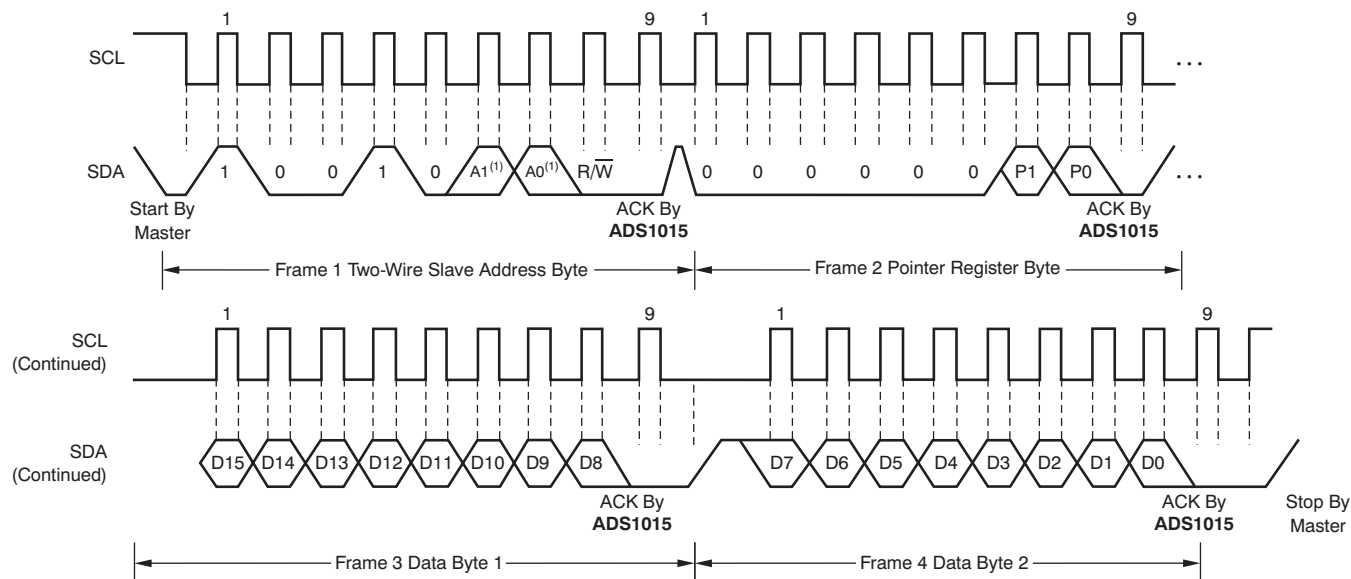 1 9 1 9
SCL ...
SDA 1 0 0 1 0 A1(1) A0(1) R/W̅ 0 0 0 0 0 0 P1 P0 ...
Start By Master
ACK By ADS1015
ACK By ADS1015
Frame 1 Two-Wire Slave Address Byte
Frame 2 Pointer Register Byte
1 9 1 9
SCL (Continued)
SDA (Continued)
D15 D14 D13 D12 D11 D10 D9 D8 D7 D6 D5 D4 D3 D2 D1 D0
ACK By ADS1015
ACK By ADS1015
Stop By Master
Frame 3 Data Byte 1
Frame 4 Data Byte 2